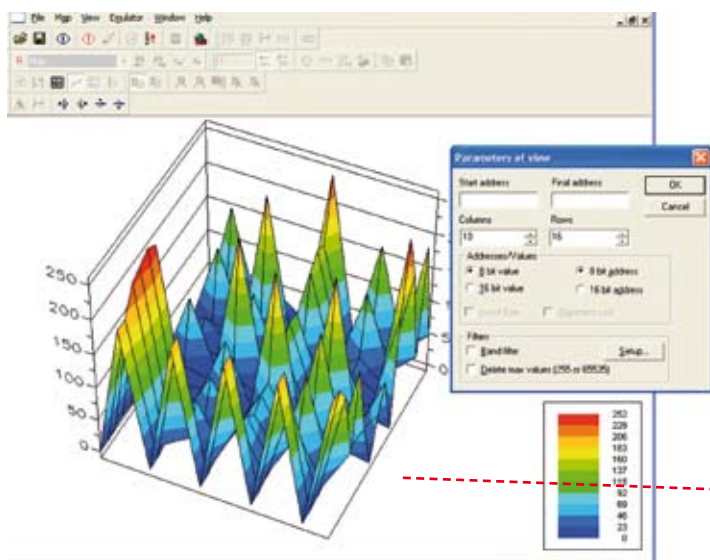 File Map View Emulator Window Help
Parameters of view
Start address Final address OK
Cancel
Columns Rows
10 16
Addresses/Values
8 bit value 8 bit address
16 bit value 16 bit address
Filters
Band filter Setup...
Delete max values (255 or 65535)
250
200
150
100
50
0
252
229
206
183
160
137
115
92
69
46
23
0